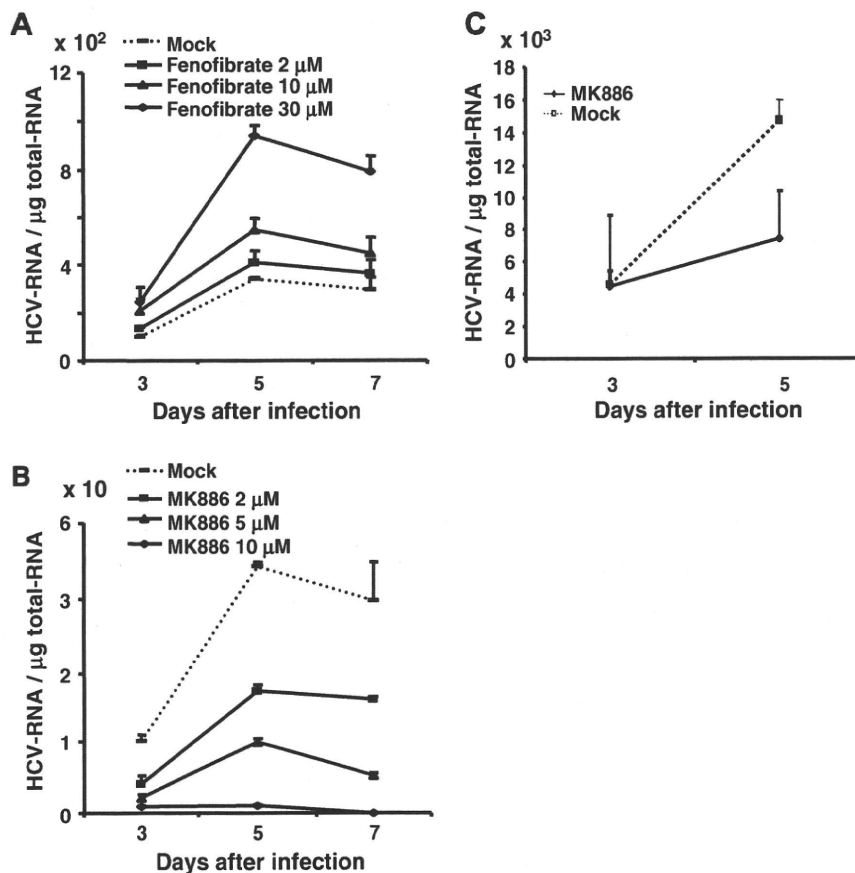 A
x 10²
Mock
Fenofibrate 2 µM
Fenofibrate 10 µM
Fenofibrate 30 µM
HCV-RNA / µg total-RNA
12
8
4
0
3 5 7
Days after infection
C
x 10³
MK886
Mock
HCV-RNA / µg total-RNA
18
16
14
12
10
8
6
4
2
0
3 5
Days after infection
B
x 10
Mock
MK886 2 µM
MK886 5 µM
MK886 10 µM
HCV-RNA / µg total-RNA
6
3
2
1
0
3 5 7
Days after infection